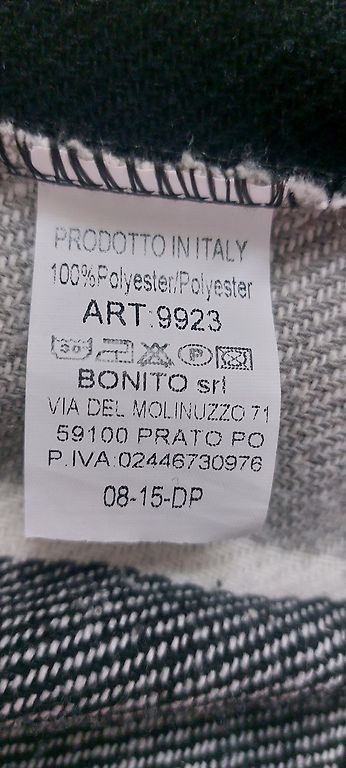 PRODOTTO IN ITALY
100%Polyester/Polyester
ART:9923
30 P
BONITO srl
VIA DEL MOLINUZZO 71
59100 PRATO PO
P.IVA:02446730976
08-15-DP